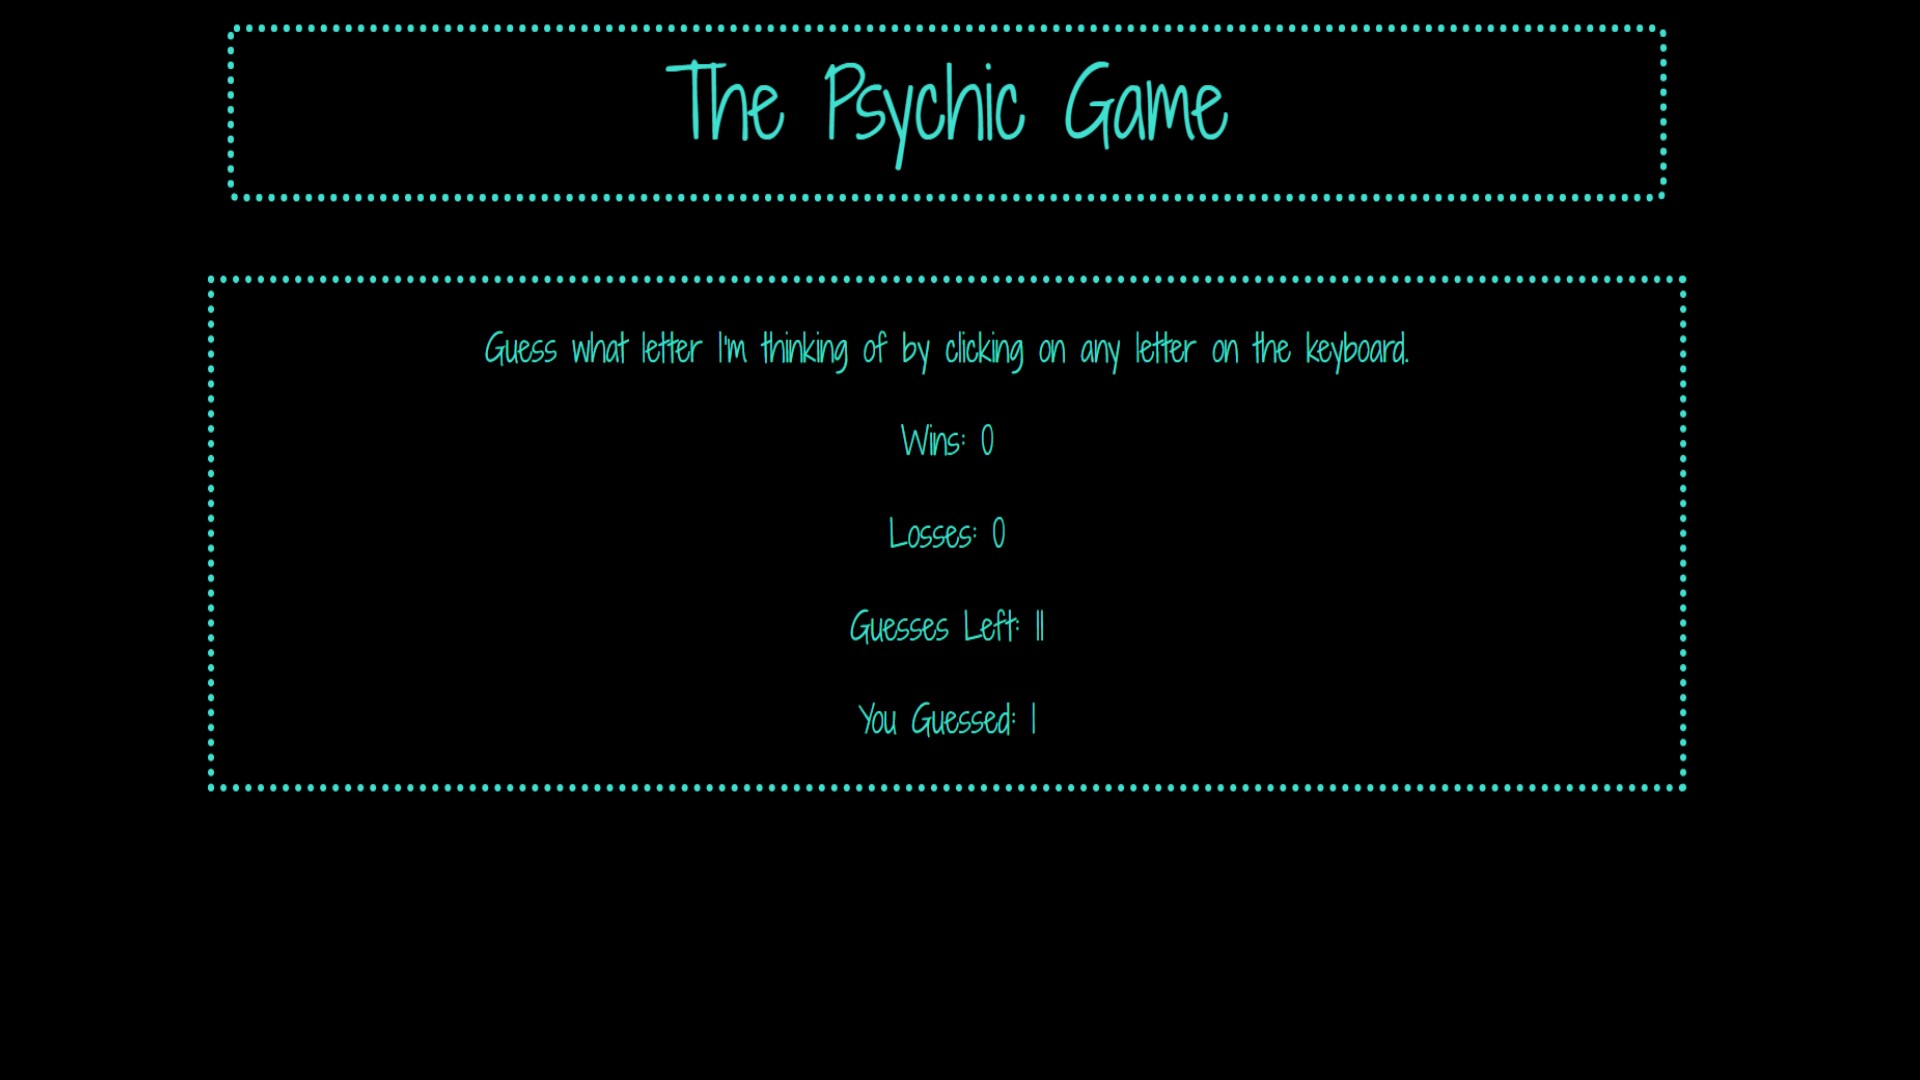 The Psychic Game
Guess what letter I'm thinking of by clicking on any letter on the keyboard.
Wins: 0
Losses: 0
Guesses Left: 11
You Guessed: l